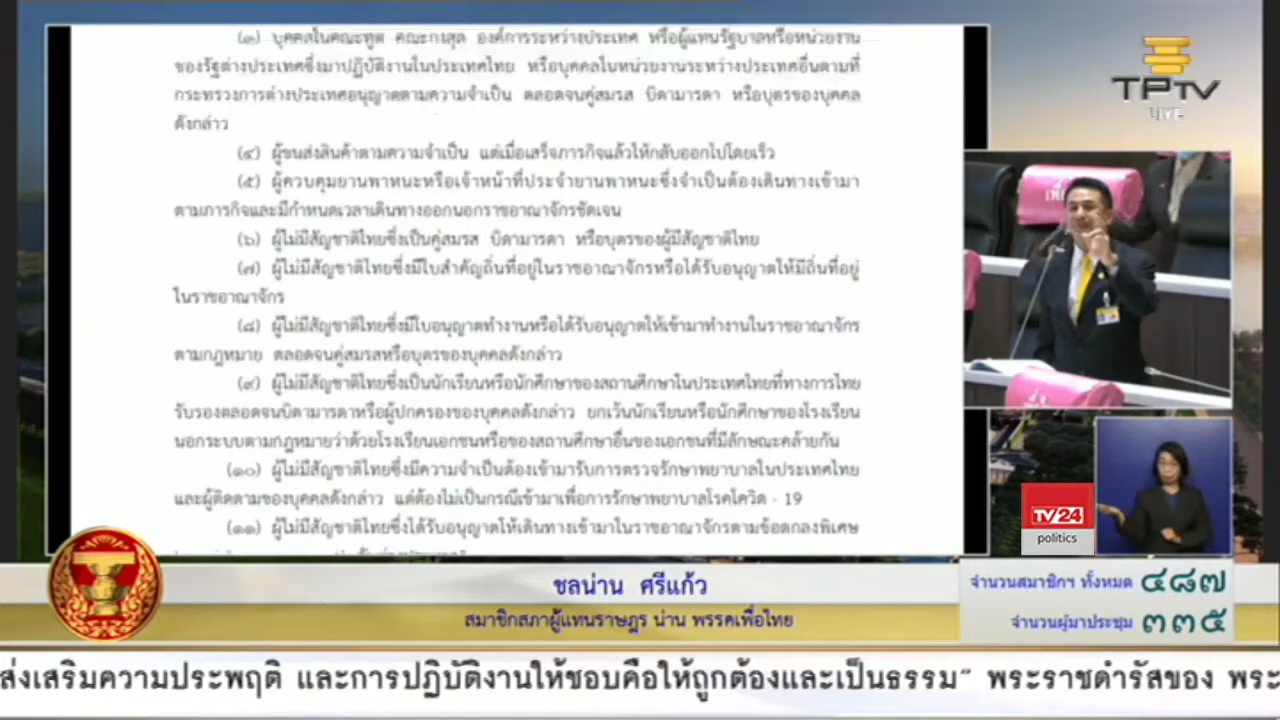 (๓) บุคคลในคณะทูต คณะกงสุล องค์การระหว่างประเทศ หรือผู้แทนรัฐบาลหรือหน่วยงาน
ของรัฐต่างประเทศซึ่งมาปฏิบัติงานในประเทศไทย หรือบุคคลในหน่วยงานระหว่างประเทศอื่นตามที่
กระทรวงการต่างประเทศอนุญาตตามความจำเป็น ตลอดจนคู่สมรส บิดามารดา หรือบุตรของบุคคล
ดังกล่าว
(๔) ผู้ขนส่งสินค้าตามความจำเป็น แต่เมื่อเสร็จภารกิจแล้วให้กลับออกไปโดยเร็ว
(๕) ผู้ควบคุมยานพาหนะหรือเจ้าหน้าที่ประจำยานพาหนะซึ่งจำเป็นต้องเดินทางเข้ามา
ตามภารกิจและมีกำหนดเวลาเดินทางออกนอกราชอาณาจักรชัดเจน
(๖) ผู้ไม่มีสัญชาติไทยซึ่งเป็นคู่สมรส บิดามารดา หรือบุตรของผู้มีสัญชาติไทย
(๗) ผู้ไม่มีสัญชาติไทยซึ่งมีใบสำคัญถิ่นที่อยู่ในราชอาณาจักรหรือได้รับอนุญาตให้มีถิ่นที่อยู่
ในราชอาณาจักร
(๘) ผู้ไม่มีสัญชาติไทยซึ่งมีใบอนุญาตทำงานหรือได้รับอนุญาตให้เข้ามาทำงานในราชอาณาจักร
ตามกฎหมาย ตลอดจนคู่สมรสหรือบุตรของบุคคลดังกล่าว
(๙) ผู้ไม่มีสัญชาติไทยซึ่งเป็นนักเรียนหรือนักศึกษาของสถานศึกษาในประเทศไทยที่ทางการไทย
รับรองตลอดจนบิดามารดาหรือผู้ปกครองของบุคคลดังกล่าว ยกเว้นนักเรียนหรือนักศึกษาของโรงเรียน
นอกระบบตามกฎหมายว่าด้วยโรงเรียนเอกชนหรือของสถานศึกษาอื่นของเอกชนที่มีลักษณะคล้ายกัน
(๑๐) ผู้ไม่มีสัญชาติไทยซึ่งมีความจำเป็นต้องเข้ามารับการตรวจรักษาพยาบาลในประเทศไทย
และผู้ติดตามของบุคคลดังกล่าว แต่ต้องไม่เป็นกรณีเข้ามาเพื่อการรักษาพยาบาลโรคโควิด - 19
(๑๑) ผู้ไม่มีสัญชาติไทยซึ่งได้รับอนุญาตให้เดินทางเข้ามาในราชอาณาจักรตามข้อตกลงพิเศษ
TPTV
LIVE
TV24
politics
ชลน่าน ศรีแก้ว
สมาชิกสภาผู้แทนราษฎร น่าน พรรคเพื่อไทย
จำนวนสมาชิกฯ ทั้งหมด ๔๘๗
จำนวนผู้มาประชุม ๓๓๕
ส่งเสริมความประพฤติ และการปฏิบัติงานให้ชอบคือให้ถูกต้องและเป็นธรรม" พระราชดำรัสของ พระ